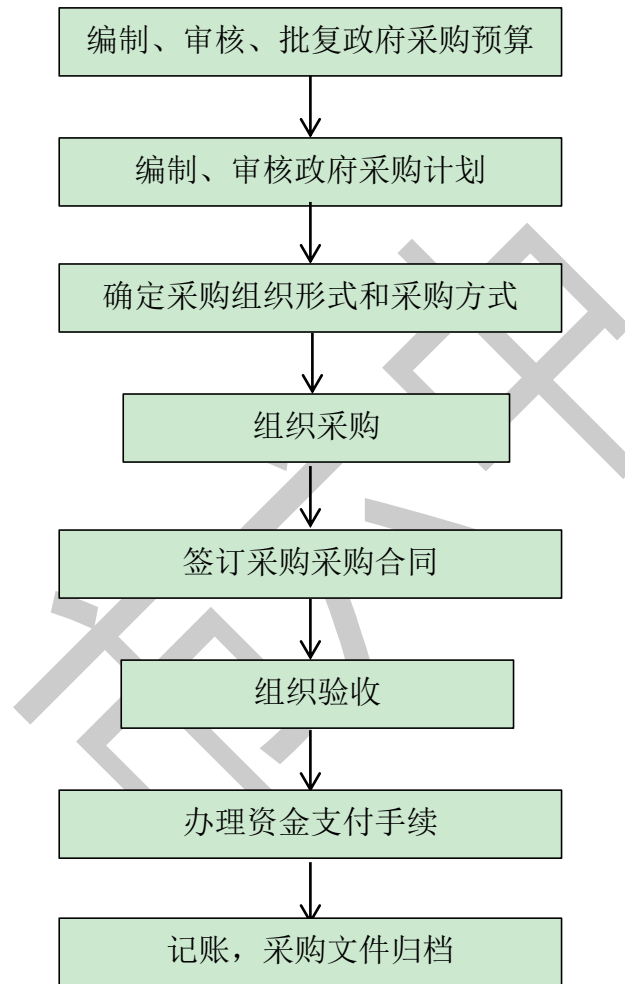 编制、审核、批复政府采购预算
编制、审核政府采购计划
确定采购组织形式和采购方式
组织采购
签订采购采购合同
组织验收
办理资金支付手续
记账，采购文件归档